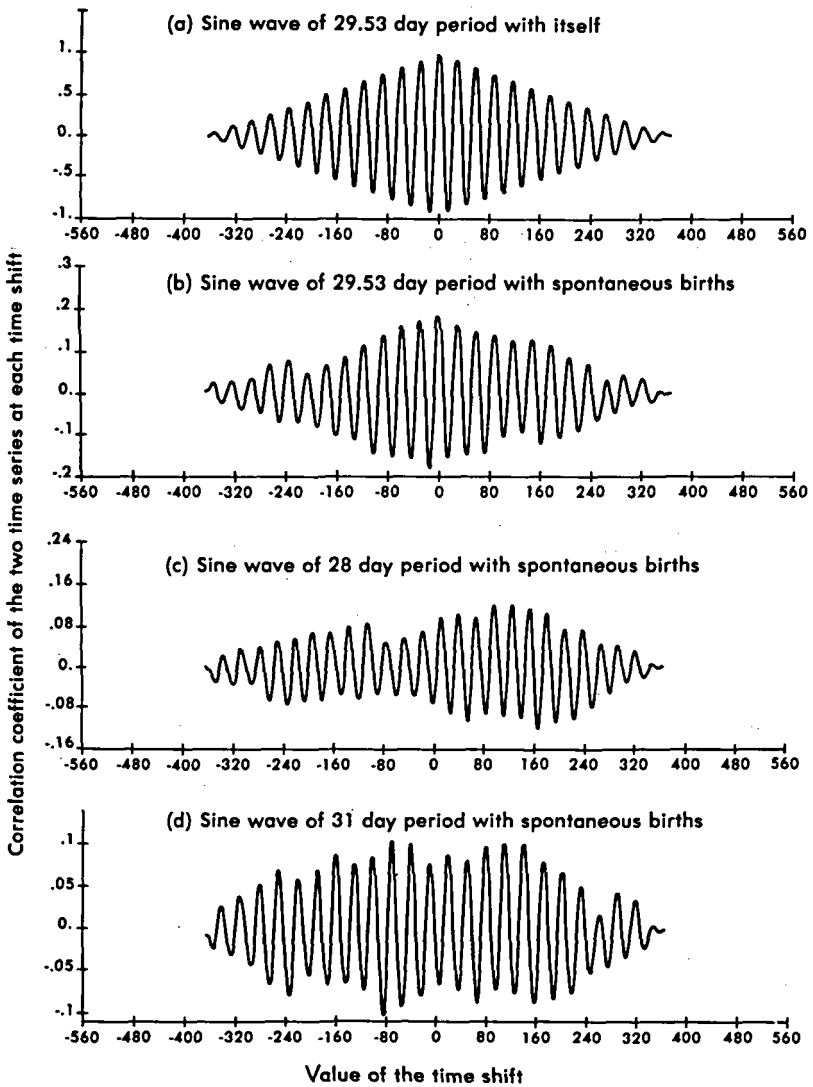 (a) Sine wave of 29.53 day period with itself
1.
.5
0.
-.5
-1.
-560 -480 -400 -320 -240 -160 -80 0 80 160 240 320 400 480 560
(b) Sine wave of 29.53 day period with spontaneous births
.3
.2
.1
0.
-.1
-.2
-560 -480 -400 -320 -240 -160 -80 0 80 160 240 320 400 480 560
(c) Sine wave of 28 day period with spontaneous births
.24
.16
.08
0.
-.08
-.16
-560 -480 -400 -320 -240 -160 -80 0 80 160 240 320 400 480 560
(d) Sine wave of 31 day period with spontaneous births
.1
.05
0.
-.05
-.1
-560 -480 -400 -320 -240 -160 -80 0 80 160 240 320 400 480 560
Correlation coefficient of the two time series at each time shift
Value of the time shift